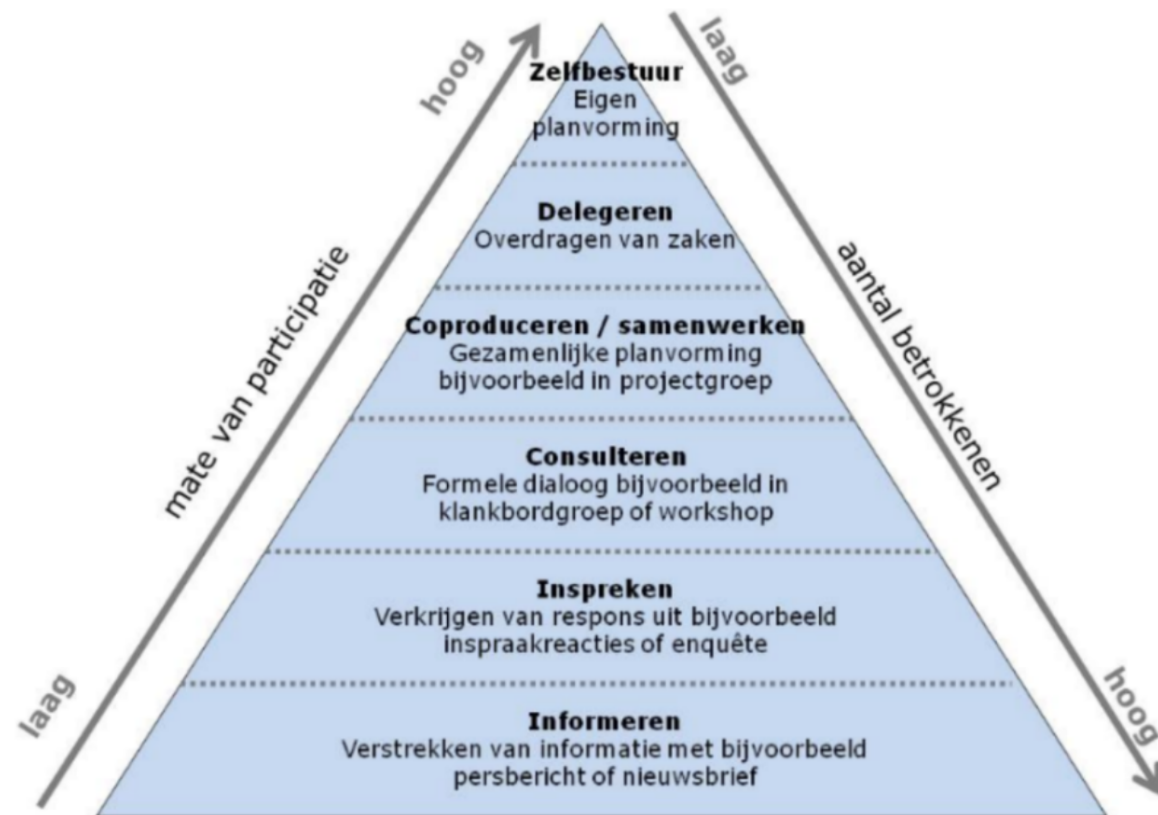 hoog
laag
Zelfbestuur
Eigen
planvorming
Delegeren
Overdragen van zaken
mate van participatie
aantal betrokkenen
Coproduceren / samenwerken
Gezamenlijke planvorming
bijvoorbeeld in projectgroep
Consulteren
Formele dialoog bijvoorbeeld in
klankbordgroep of workshop
Inspreken
Verkrijgen van respons uit bijvoorbeeld
inspraakreacties of enquête
laag
hoog
Informeren
Verstrekken van informatie met bijvoorbeeld
persbericht of nieuwsbrief